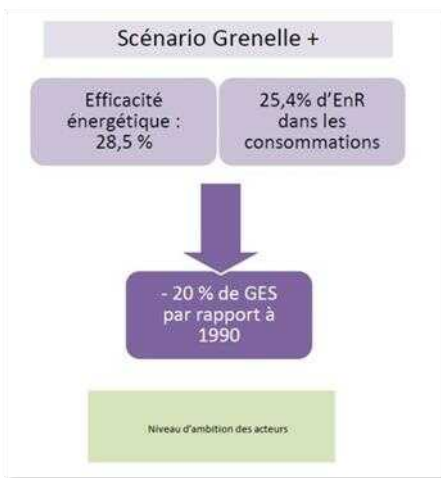 Scénario Grenelle +
Efficacité
énergétique :
28,5 %
25,4% d'EnR
dans les
consommations
- 20 % de GES
par rapport à
1990
Niveau d'ambition des acteurs